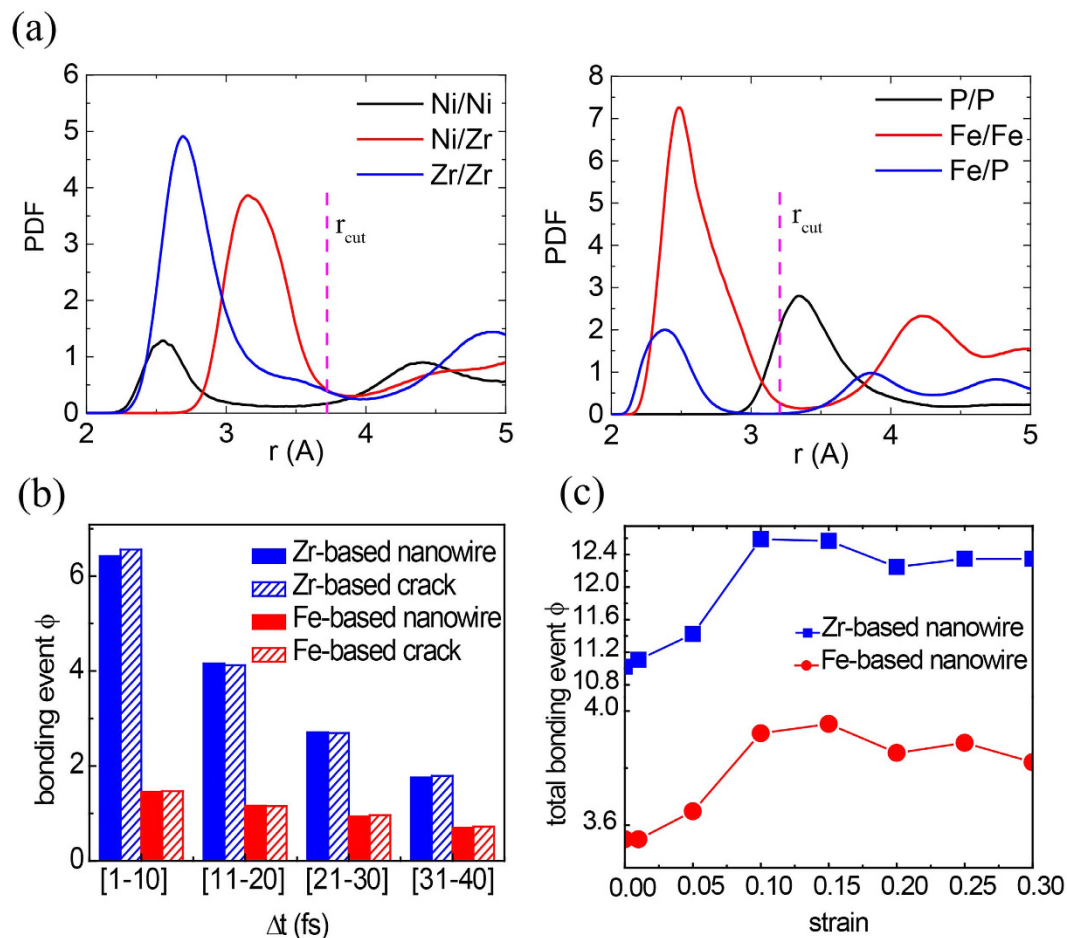 (a)
6
5
4
3
2
1
0
PDF
Ni/Ni
Ni/Zr
Zr/Zr
r_cut
2 3 4 5
r (A)
8
7
6
5
4
3
2
1
0
PDF
P/P
Fe/Fe
Fe/P
r_cut
2 3 4 5
r (A)
(b)
6
4
2
0
bonding event ϕ
Zr-based nanowire
Zr-based crack
Fe-based nanowire
Fe-based crack
[1-10] [11-20] [21-30] [31-40]
Δt (fs)
(c)
12.4
12.0
11.6
11.2
10.8
4.0
3.6
total bonding event ϕ
Zr-based nanowire
Fe-based nanowire
0.00 0.05 0.10 0.15 0.20 0.25 0.30
strain